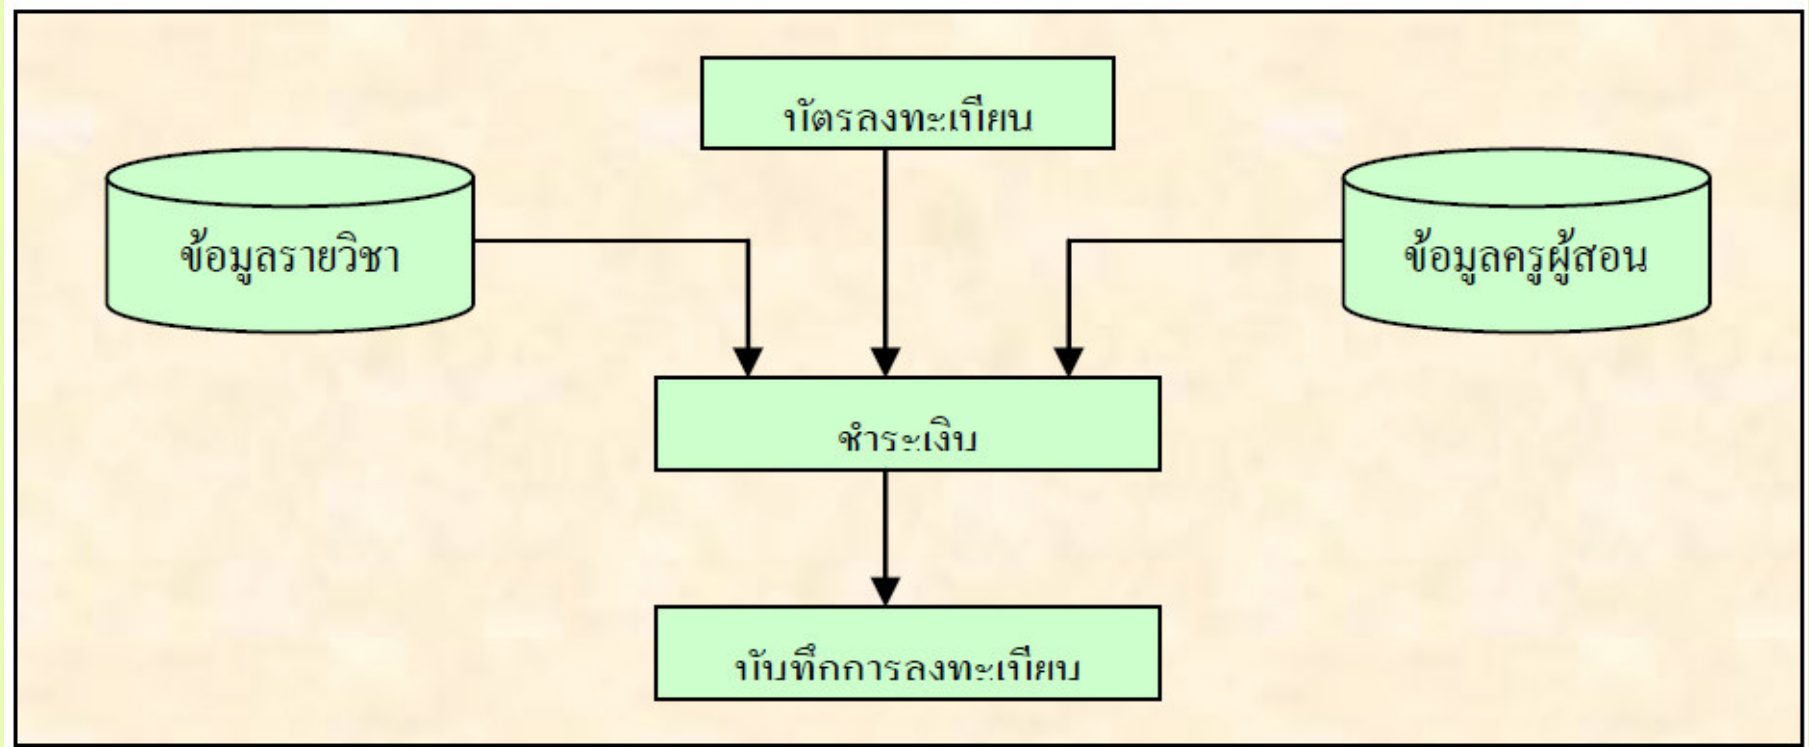 บัตรลงทะเบียน
ข้อมูลรายวิชา
ข้อมูลครูผู้สอน
ชำระเงิน
บันทึกการลงทะเบียน